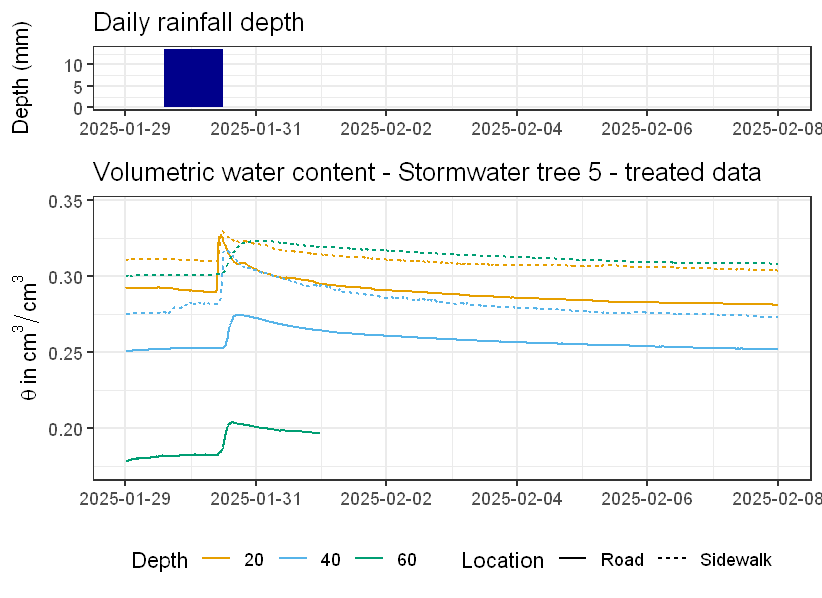 Daily rainfall depth
Depth (mm)
10
5
0
2025-01-29 2025-01-31 2025-02-02 2025-02-04 2025-02-06 2025-02-08
Volumetric water content - Stormwater tree 5 - treated data
θ in cm³/cm³
0.35
0.30
0.25
0.20
2025-01-29 2025-01-31 2025-02-02 2025-02-04 2025-02-06 2025-02-08
Depth 20 40 60 Location Road Sidewalk